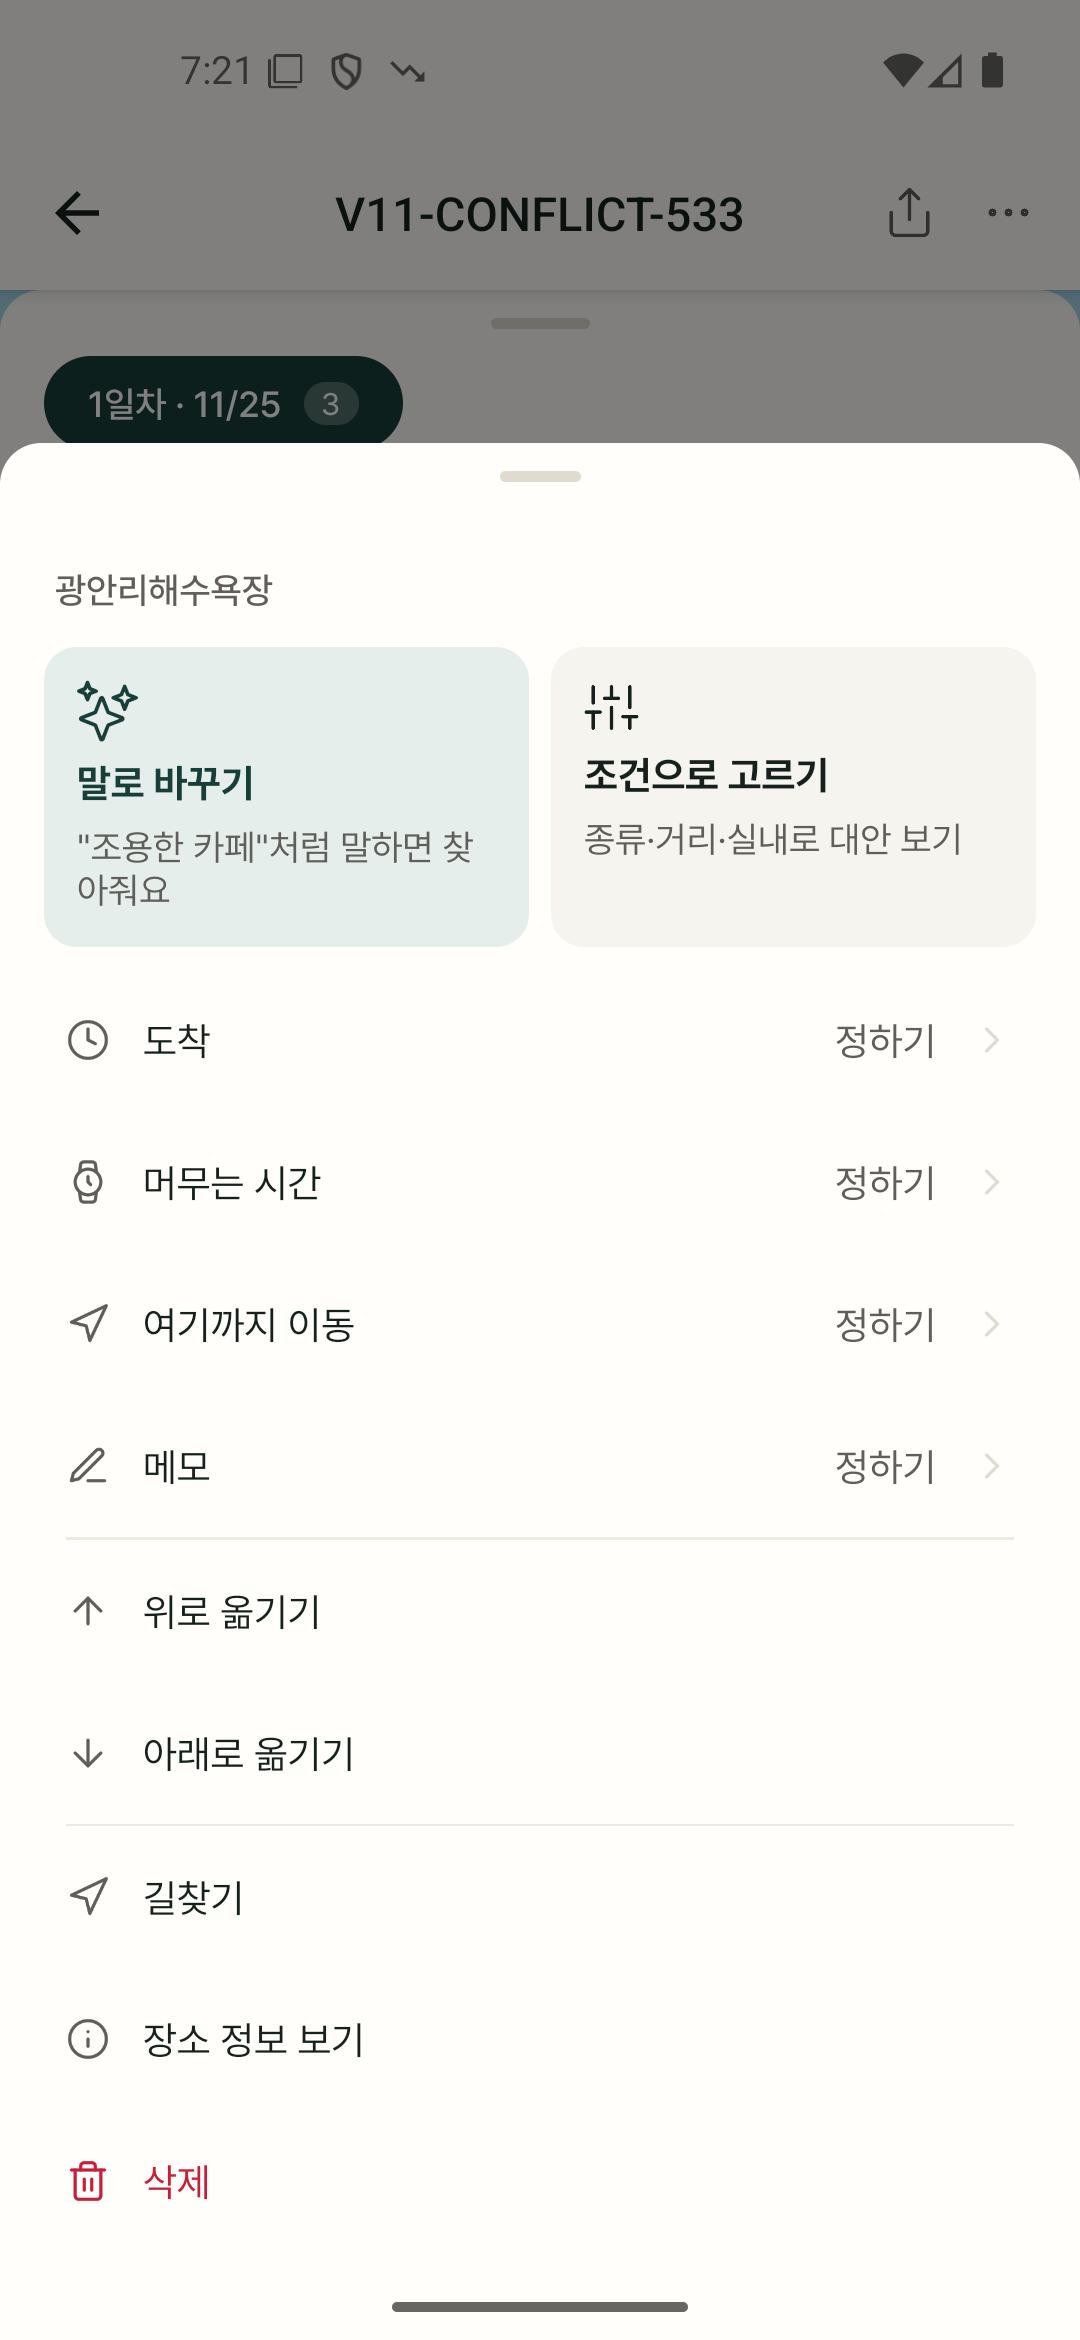 7:21
V11-CONFLICT-533
1일차 · 11/25 3
광안리해수욕장
말로 바꾸기
"조용한 카페"처럼 말하면 찾
아줘요
조건으로 고르기
종류·거리·실내로 대안 보기
도착 정하기
머무는 시간 정하기
여기까지 이동 정하기
메모 정하기
위로 옮기기
아래로 옮기기
길찾기
장소 정보 보기
삭제